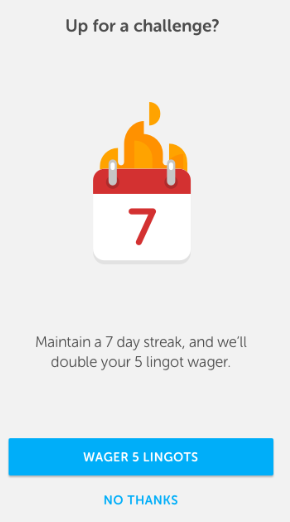 Up for a challenge?
7
Maintain a 7 day streak, and we'll
double your 5 lingot wager.
WAGER 5 LINGOTS
NO THANKS